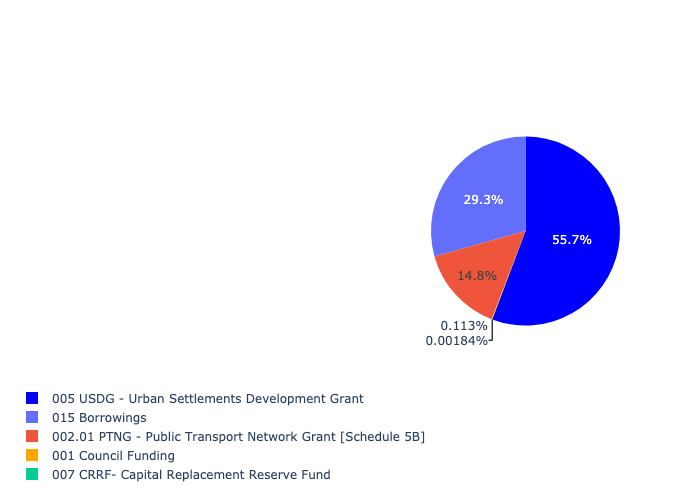 29.3%
55.7%
14.8%
0.113%
0.00184%
005 USDG - Urban Settlements Development Grant
015 Borrowings
002.01 PTNG - Public Transport Network Grant [Schedule 5B]
001 Council Funding
007 CRRF- Capital Replacement Reserve Fund